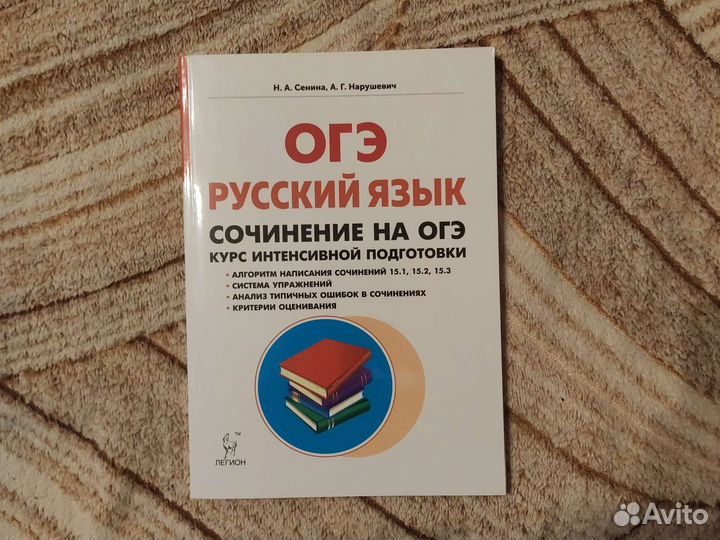 Н. А. Сенина, А. Г. Нарушевич
ОГЭ
РУССКИЙ ЯЗЫК
СОЧИНЕНИЕ НА ОГЭ
КУРС ИНТЕНСИВНОЙ ПОДГОТОВКИ
• АЛГОРИТМ НАПИСАНИЯ СОЧИНЕНИЙ 15.1, 15.2, 15.3
• СИСТЕМА УПРАЖНЕНИЙ
• АНАЛИЗ ТИПИЧНЫХ ОШИБОК В СОЧИНЕНИЯХ
• КРИТЕРИИ ОЦЕНИВАНИЯ
TM
ЛЕГИОН
Avito